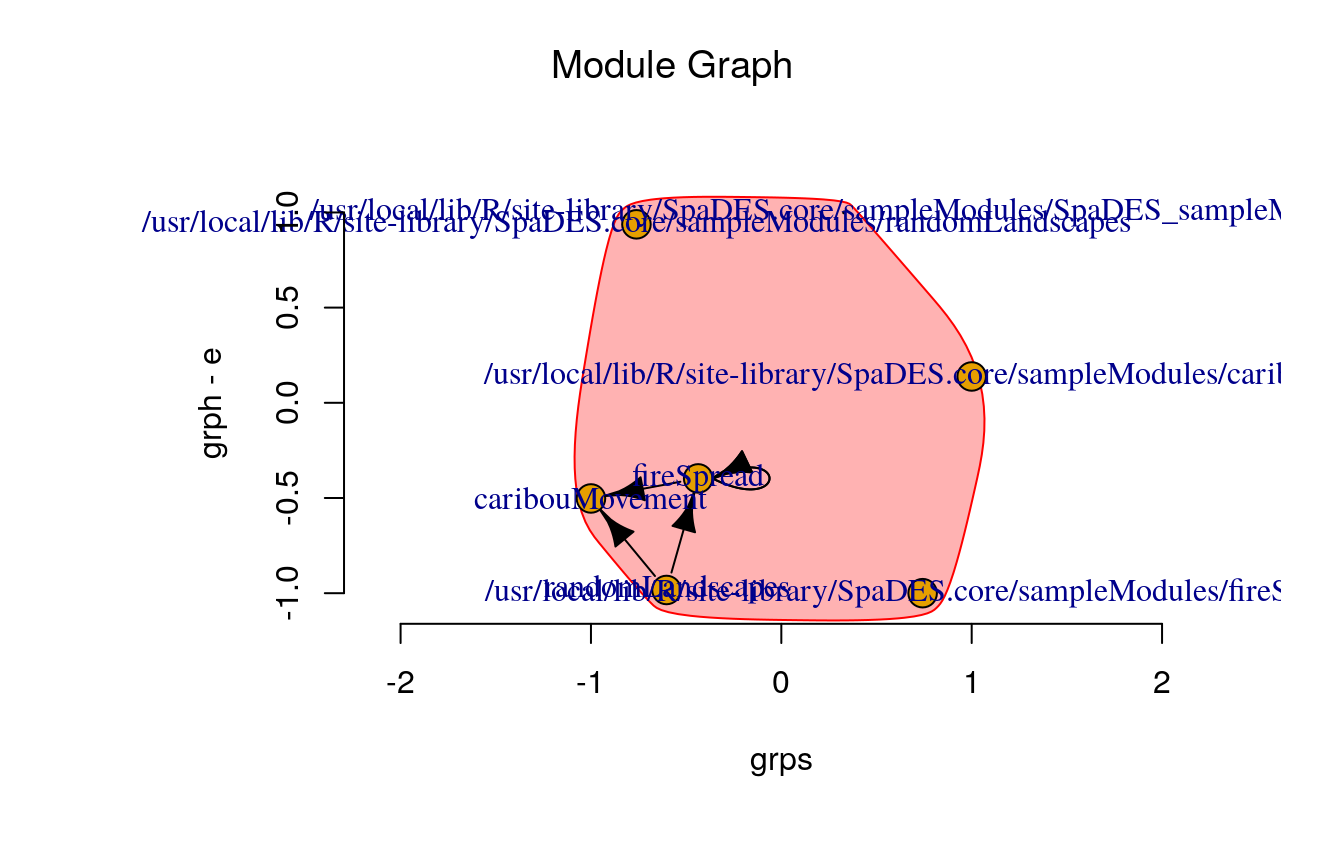 Module Graph
/usr/local/lib/R/site-library/SpaDES.core/sampleModules/SpaDES_sampleM
/usr/local/lib/R/site-library/SpaDES.core/sampleModules/randomLandscapes
1.0
0.5
/usr/local/lib/R/site-library/SpaDES.core/sampleModules/carib
grph - e
0.0
fireSpread
caribouMovement
-0.5
randomLandscapes
/usr/local/lib/R/site-library/SpaDES.core/sampleModules/fireS
-1.0
-2 -1 0 1 2
grps